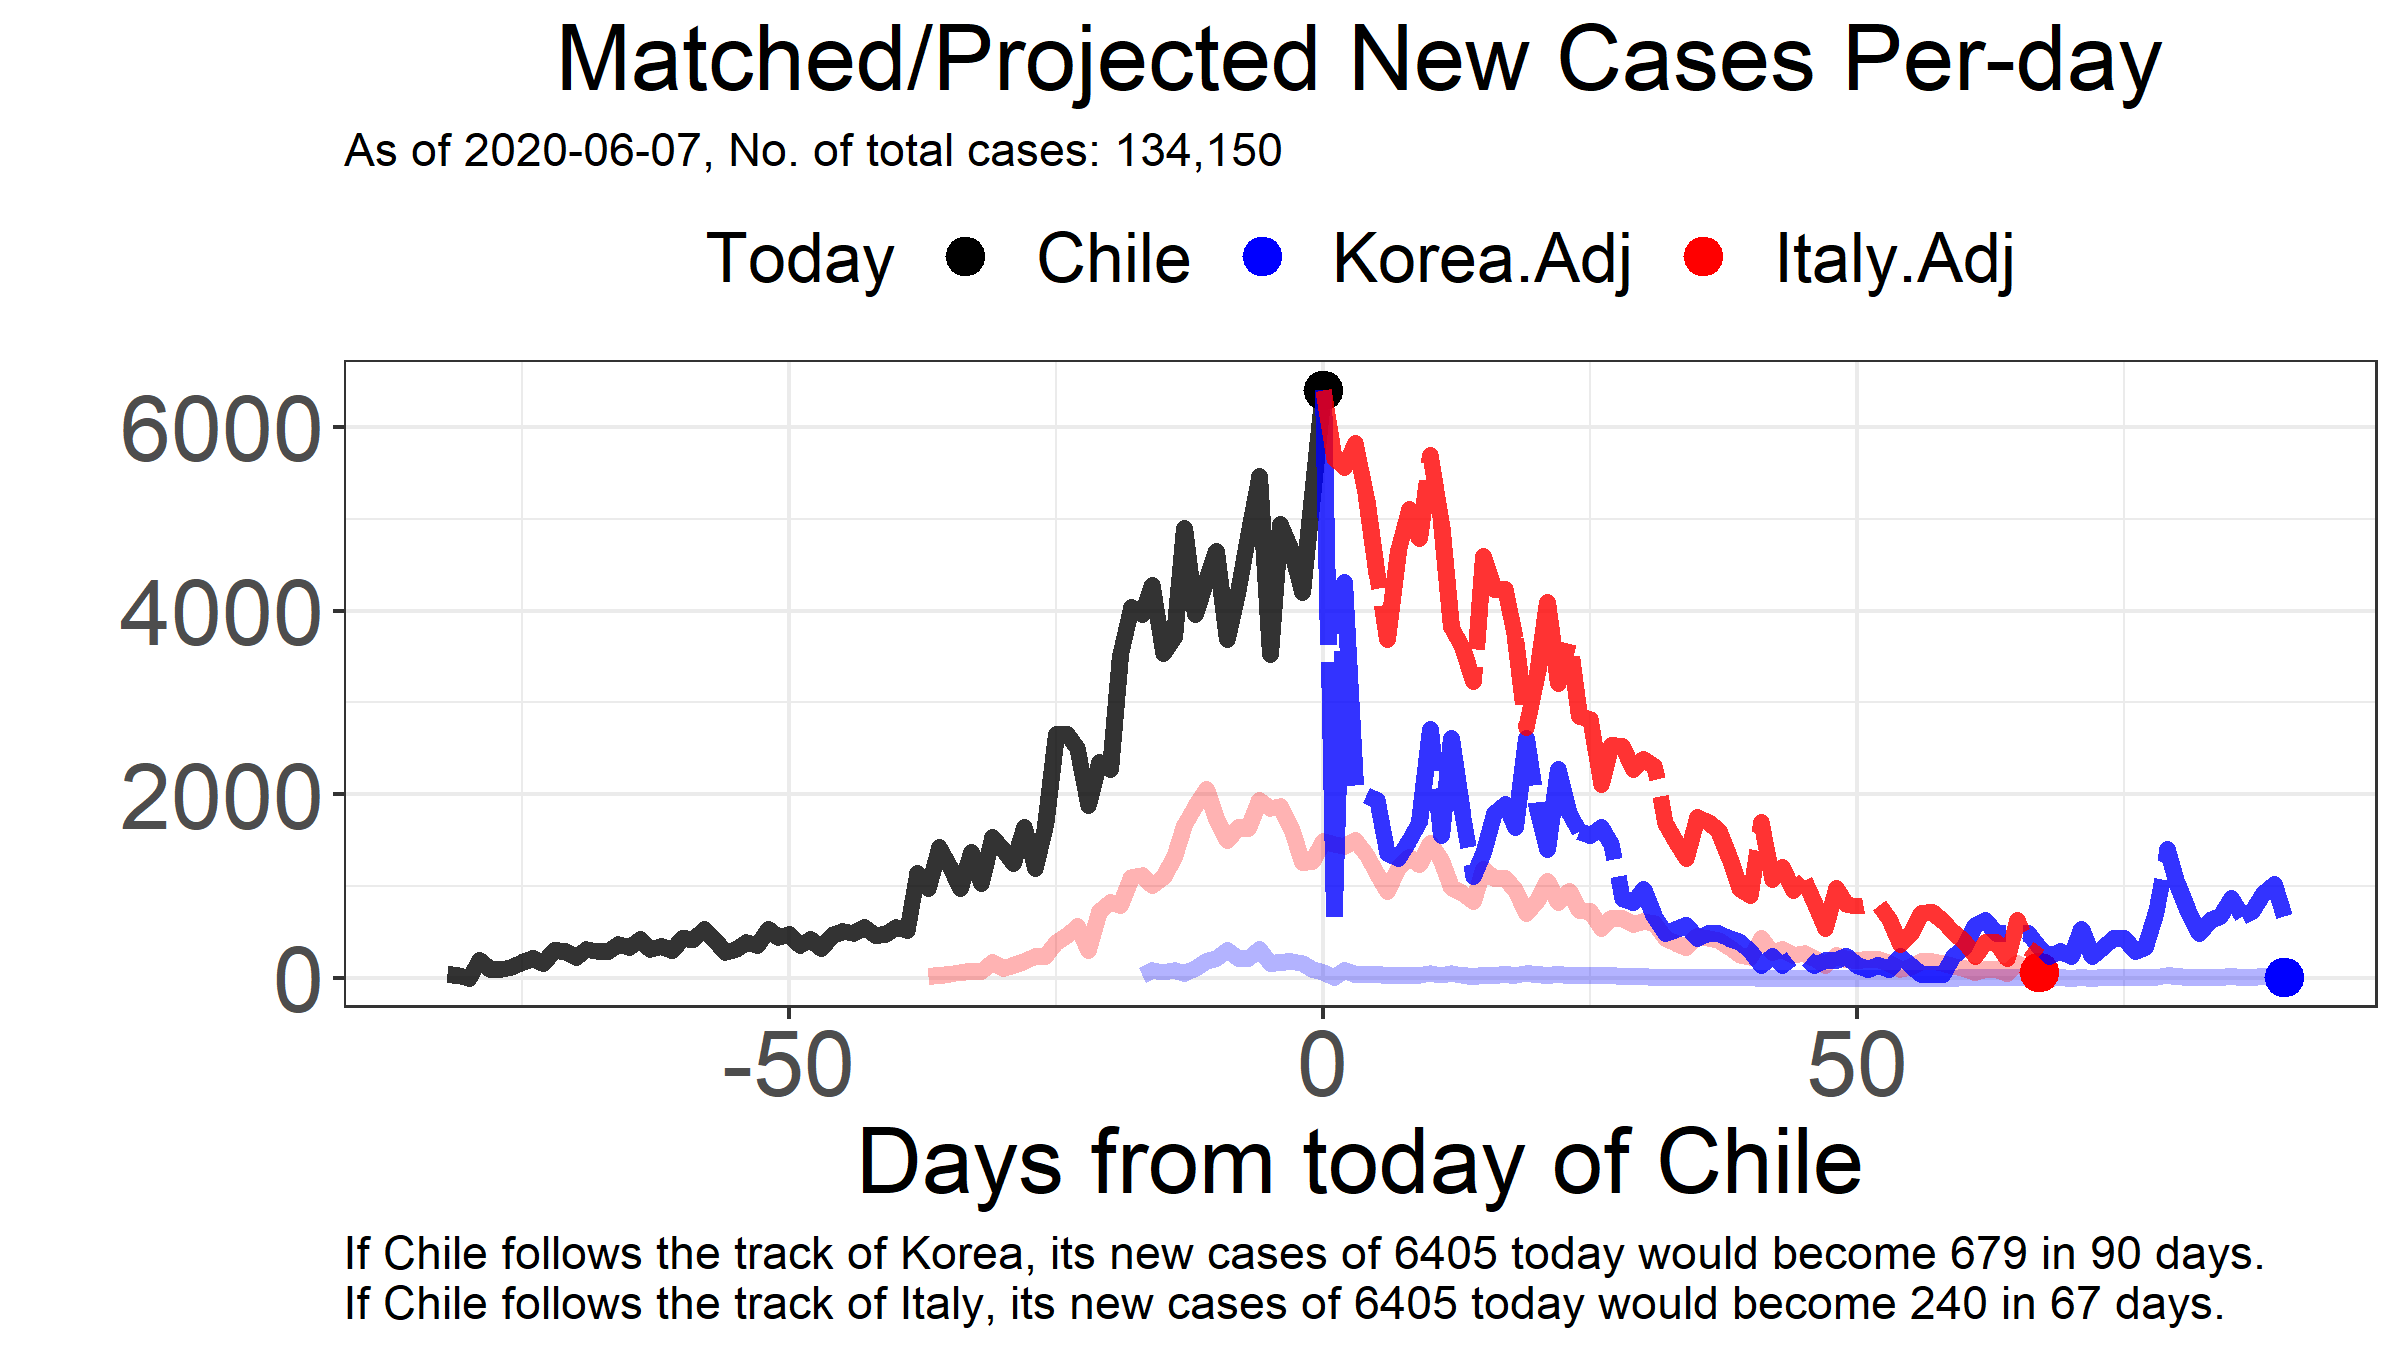 Matched/Projected New Cases Per-day
As of 2020-06-07, No. of total cases: 134,150
Today Chile Korea.Adj Italy.Adj
6000
4000
2000
0
-50 0 50
Days from today of Chile
If Chile follows the track of Korea, its new cases of 6405 today would become 679 in 90 days.
If Chile follows the track of Italy, its new cases of 6405 today would become 240 in 67 days.